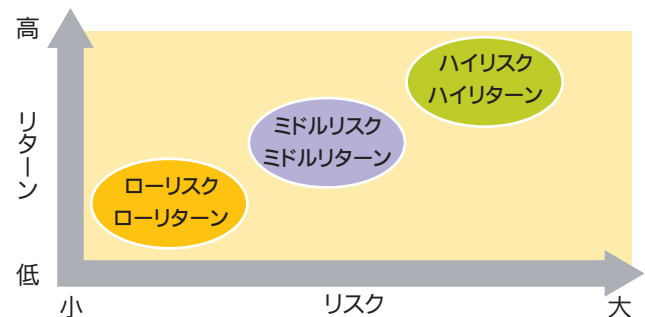 高
ハイリスク
ハイリターン
ミドルリスク
ミドルリターン
リターン
ローリスク
ローリターン
低
小
リスク
大